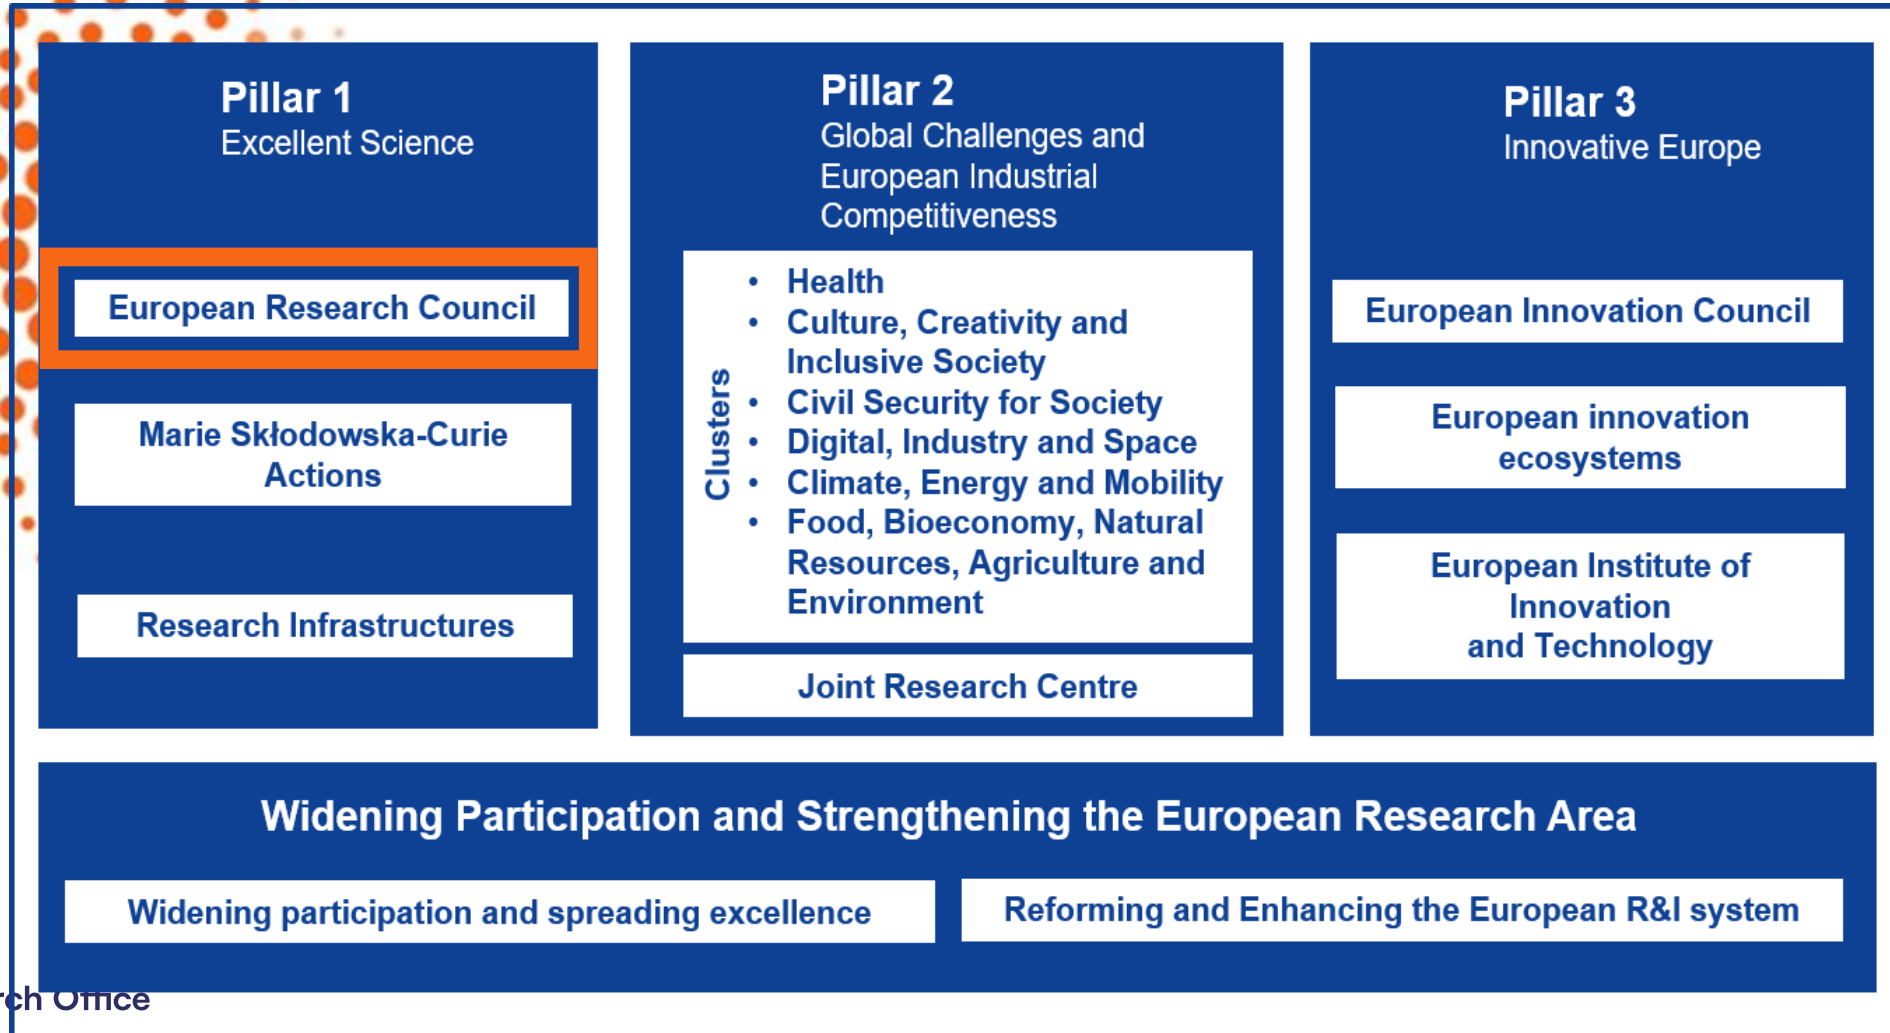 Pillar 1
Excellent Science
European Research Council
Marie Skłodowska-Curie
Actions
Research Infrastructures
Pillar 2
Global Challenges and
European Industrial
Competitiveness
Clusters
• Health
• Culture, Creativity and
Inclusive Society
• Civil Security for Society
• Digital, Industry and Space
• Climate, Energy and Mobility
• Food, Bioeconomy, Natural
Resources, Agriculture and
Environment
Joint Research Centre
Pillar 3
Innovative Europe
European Innovation Council
European innovation
ecosystems
European Institute of
Innovation
and Technology
Widening Participation and Strengthening the European Research Area
Widening participation and spreading excellence
Reforming and Enhancing the European R&I system
Office